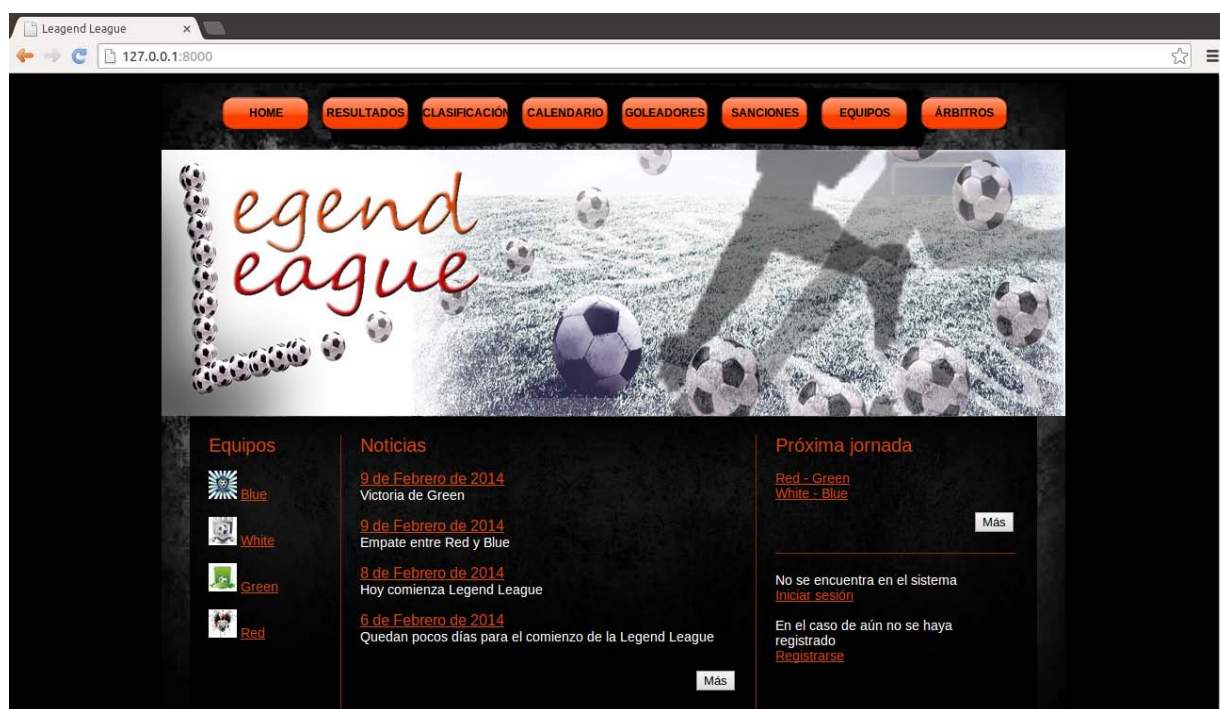 Leagend League
127.0.0.1:8000
HOME RESULTADOS CLASIFICACIÓN CALENDARIO GOLEADORES SANCIONES EQUIPOS ÁRBITROS
egend
eague
Equipos
Blue
White
Green
Red
Noticias
9 de Febrero de 2014
Victoria de Green
9 de Febrero de 2014
Empate entre Red y Blue
8 de Febrero de 2014
Hoy comienza Legend League
6 de Febrero de 2014
Quedan pocos días para el comienzo de la Legend League
Más
Próxima jornada
Red - Green
White - Blue
Más
No se encuentra en el sistema
Iniciar sesión
En el caso de aún no se haya
registrado
Registrarse